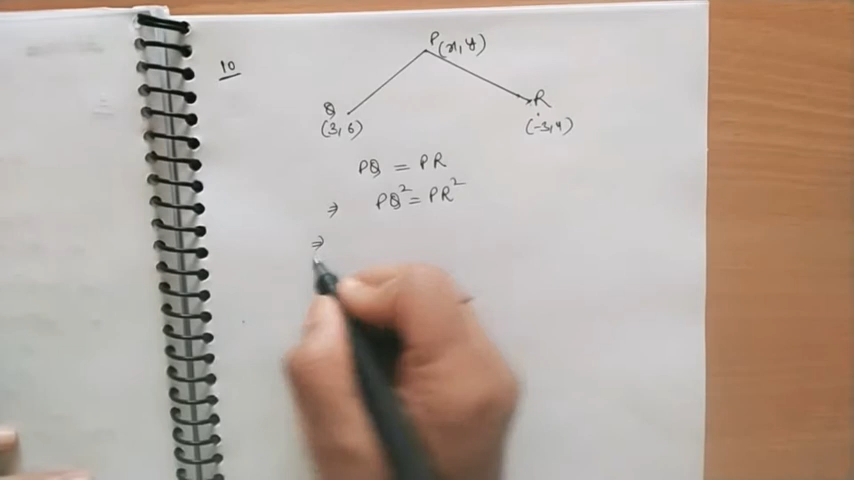 10
P(x, y)
Q
(3, 6)
R
(-3, 4)
PQ = PR
⇒ PQ² = PR²
⇒